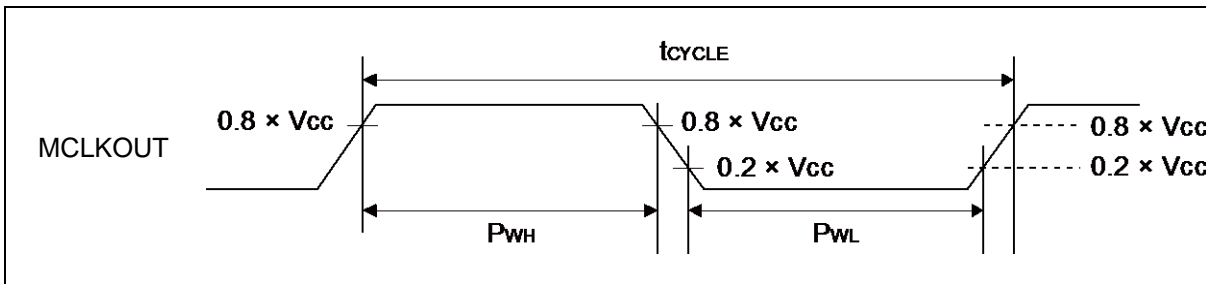 tCYCLE
0.8 × VCC
0.8 × VCC
0.8 × VCC
MCLKOUT
0.2 × VCC
0.2 × VCC
PWH
PWL